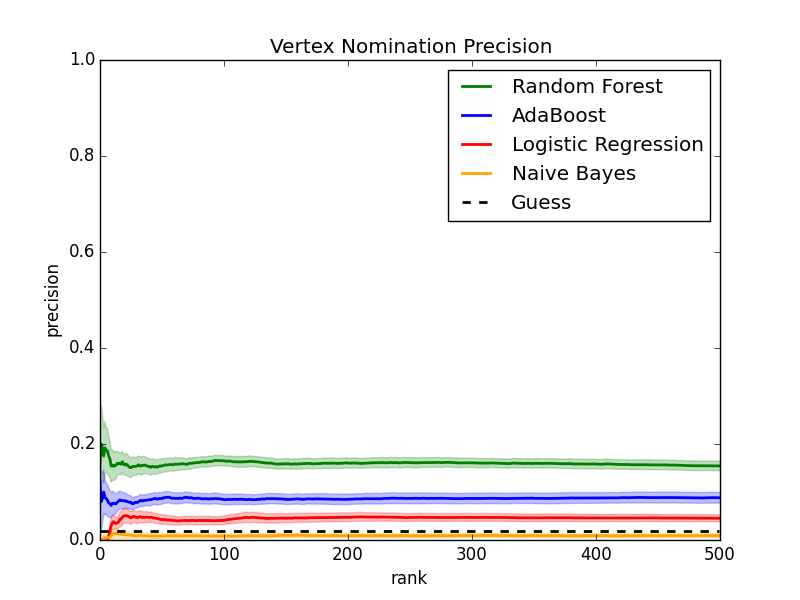 Vertex Nomination Precision
1.0
0.8
0.6
0.4
0.2
0.0
precision
Random Forest
AdaBoost
Logistic Regression
Naive Bayes
Guess
0
100
200
300
400
500
rank